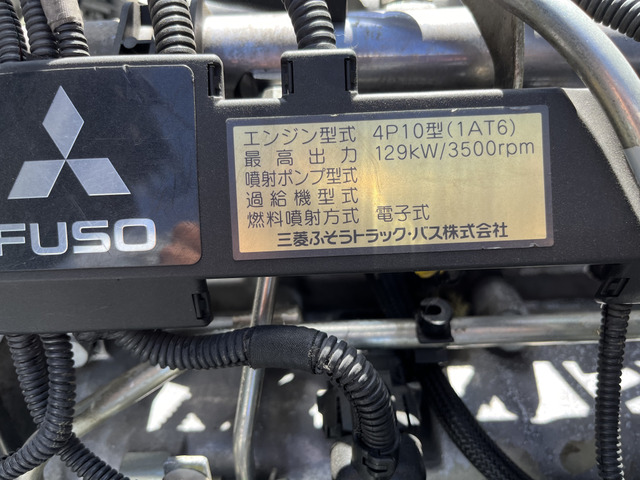 FUSO
エンジン型式 4P10型(1AT6)
最高出力 129kW/3500rpm
噴射ポンプ型式
過給機型式
燃料噴射方式 電子式
三菱ふそうトラック・バス株式会社